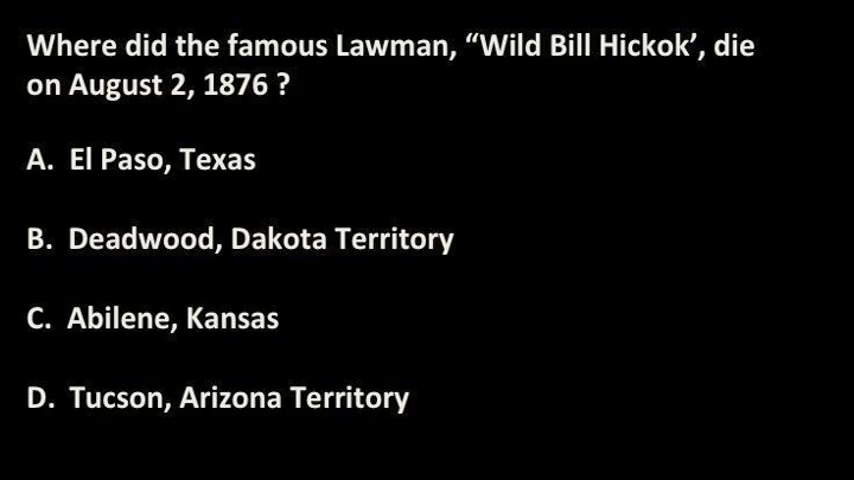 Where did the famous Lawman, “Wild Bill Hickok’, die
on August 2, 1876 ?
A. El Paso, Texas
B. Deadwood, Dakota Territory
C. Abilene, Kansas
D. Tucson, Arizona Territory